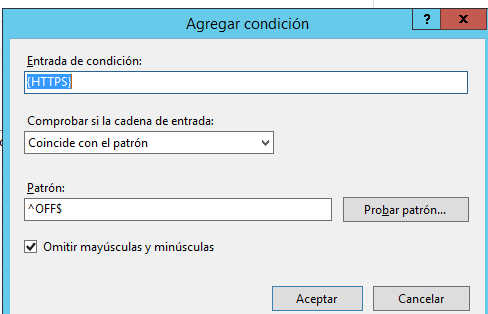 Agregar condición
? x
Entrada de condición:
{HTTPS}
Comprobar si la cadena de entrada:
Coincide con el patrón
Patrón:
^OFF$
Probar patrón...
Omitir mayúsculas y minúsculas
Aceptar
Cancelar